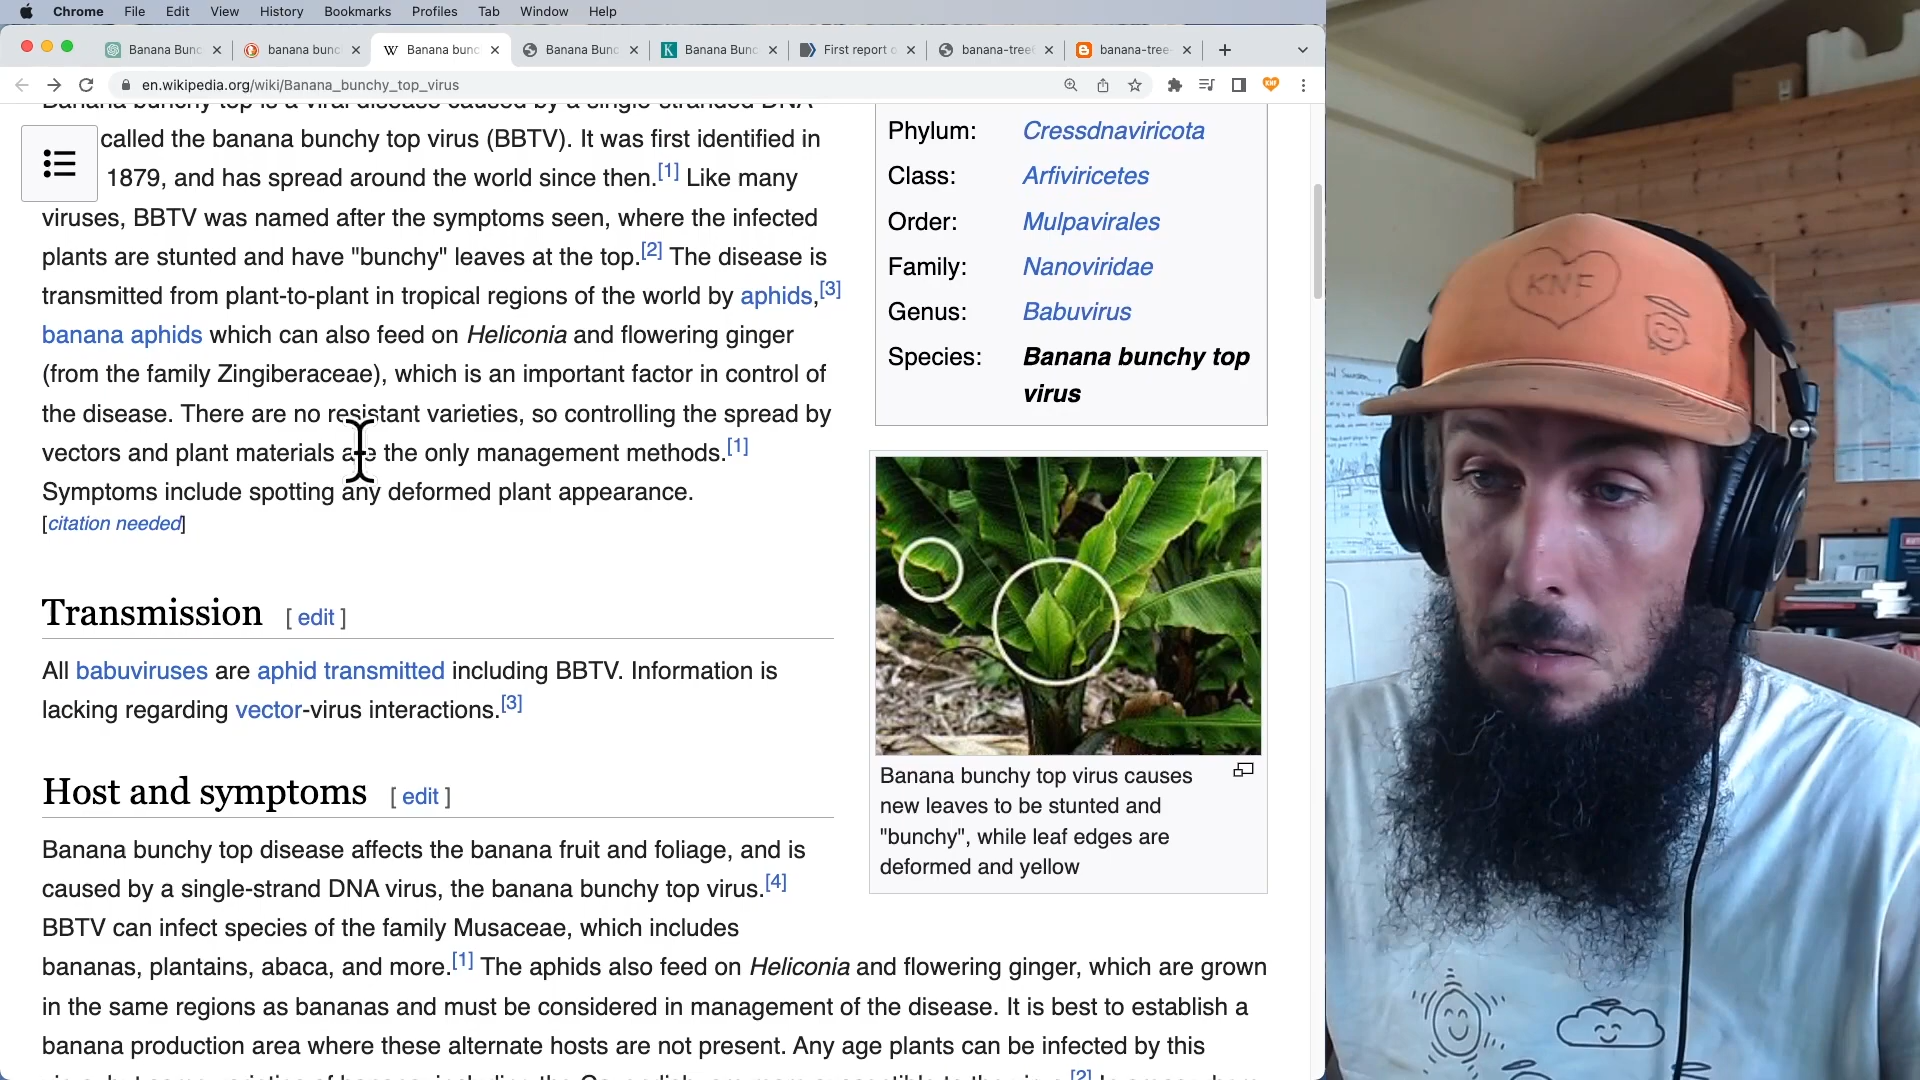 Chrome File Edit View History Bookmarks Profiles Tab Window Help
Banana Bunc banana bunc W Banana bunc Banana Bunc K Banana Bunc First report o banana-tree banana-tree-
en.wikipedia.org/wiki/Banana_bunchy_top_virus
Banana bunchy top is a viral disease caused by a single-stranded DNA
called the banana bunchy top virus (BBTV). It was first identified in
1879, and has spread around the world since then.[1] Like many
viruses, BBTV was named after the symptoms seen, where the infected
plants are stunted and have "bunchy" leaves at the top.[2] The disease is
transmitted from plant-to-plant in tropical regions of the world by aphids,[3]
banana aphids which can also feed on Heliconia and flowering ginger
(from the family Zingiberaceae), which is an important factor in control of
the disease. There are no resistant varieties, so controlling the spread by
vectors and plant materials are the only management methods.[1]
Symptoms include spotting any deformed plant appearance.
[citation needed]
Transmission [ edit ]
All babuviruses are aphid transmitted including BBTV. Information is
lacking regarding vector-virus interactions.[3]
Host and symptoms [ edit ]
Banana bunchy top disease affects the banana fruit and foliage, and is
caused by a single-strand DNA virus, the banana bunchy top virus.[4]
BBTV can infect species of the family Musaceae, which includes
bananas, plantains, abaca, and more.[1] The aphids also feed on Heliconia and flowering ginger, which are grown
in the same regions as bananas and must be considered in management of the disease. It is best to establish a
banana production area where these alternate hosts are not present. Any age plants can be infected by this
Phylum: Cressdnaviricota
Class: Arfiviricetes
Order: Mulpavirales
Family: Nanoviridae
Genus: Babuvirus
Species: Banana bunchy top
virus
Banana bunchy top virus causes
new leaves to be stunted and
"bunchy", while leaf edges are
deformed and yellow
KNF